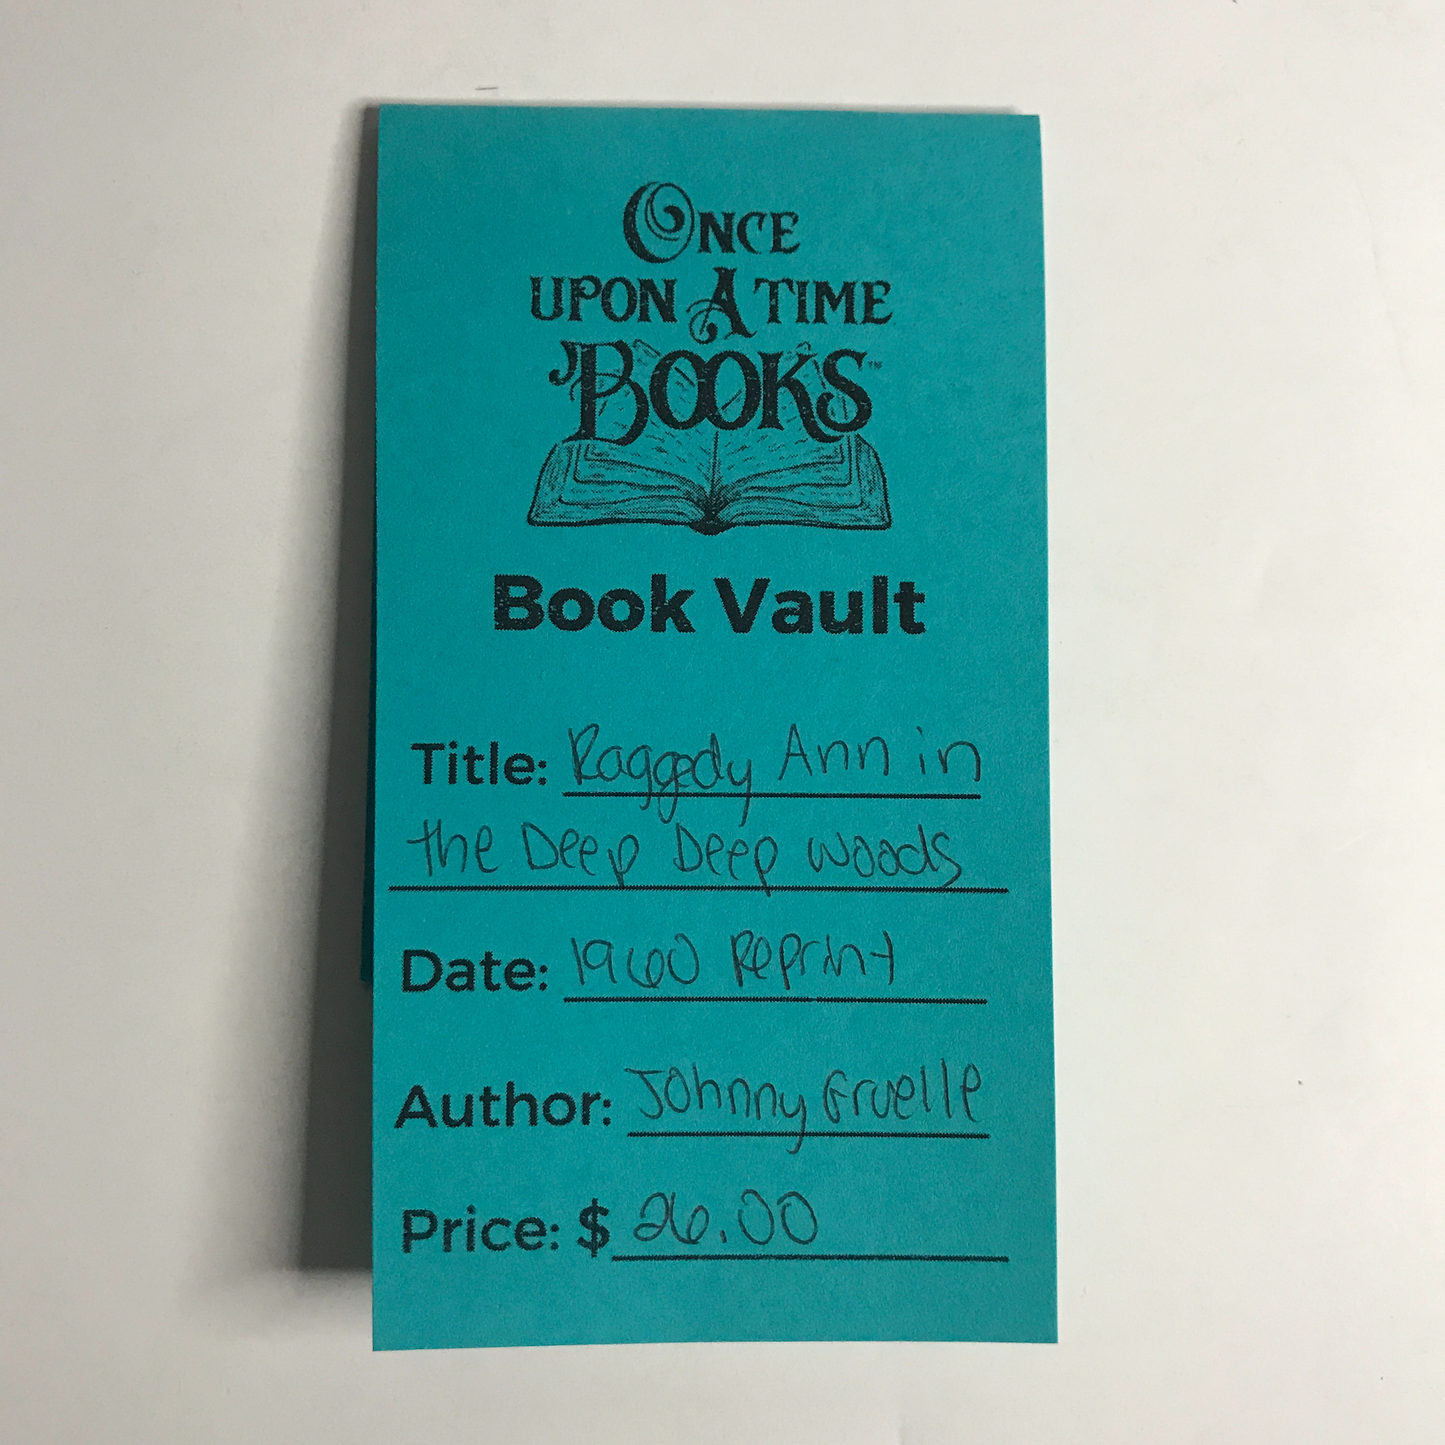 ONCE
UPON A TIME
BOOKS™
Book Vault
Title: Raggedy Ann in
the Deep Deep woods
Date: 1960 Reprint
Author: Johnny Gruelle
Price: $ 26.00